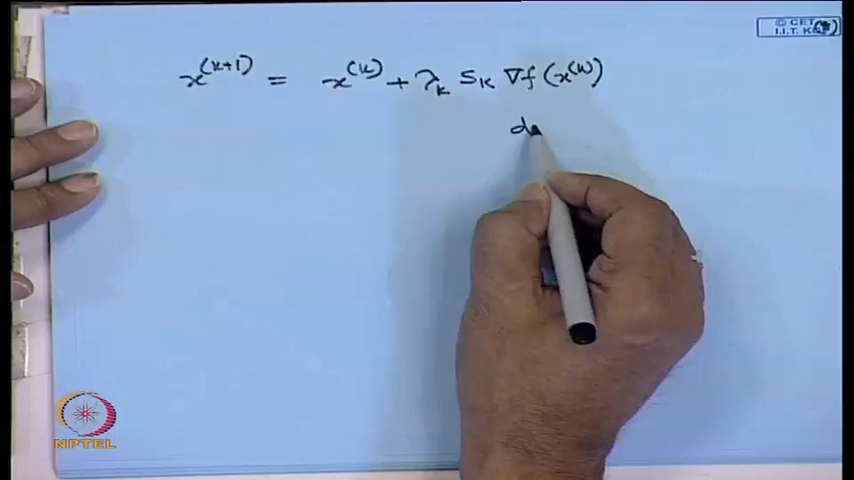 © CET
I.I.T. KGP
x^(k+1) = x^(k) + λ_k S_k ∇f(x^(k))
d
NPTEL